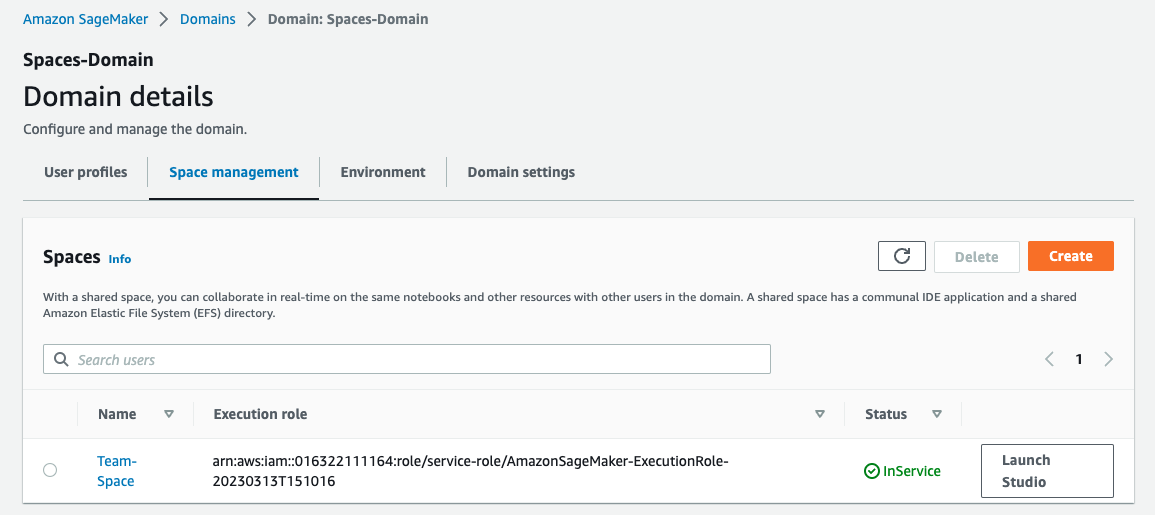 Amazon SageMaker > Domains > Domain: Spaces-Domain
Spaces-Domain
Domain details
Configure and manage the domain.
User profiles Space management Environment Domain settings
Spaces Info Delete Create
With a shared space, you can collaborate in real-time on the same notebooks and other resources with other users in the domain. A shared space has a communal IDE application and a shared
Amazon Elastic File System (EFS) directory.
Search users 1
Name Execution role Status
Team- arn:aws:iam::016322111164:role/service-role/AmazonSageMaker-ExecutionRole- InService Launch
Space 20230313T151016 Studio